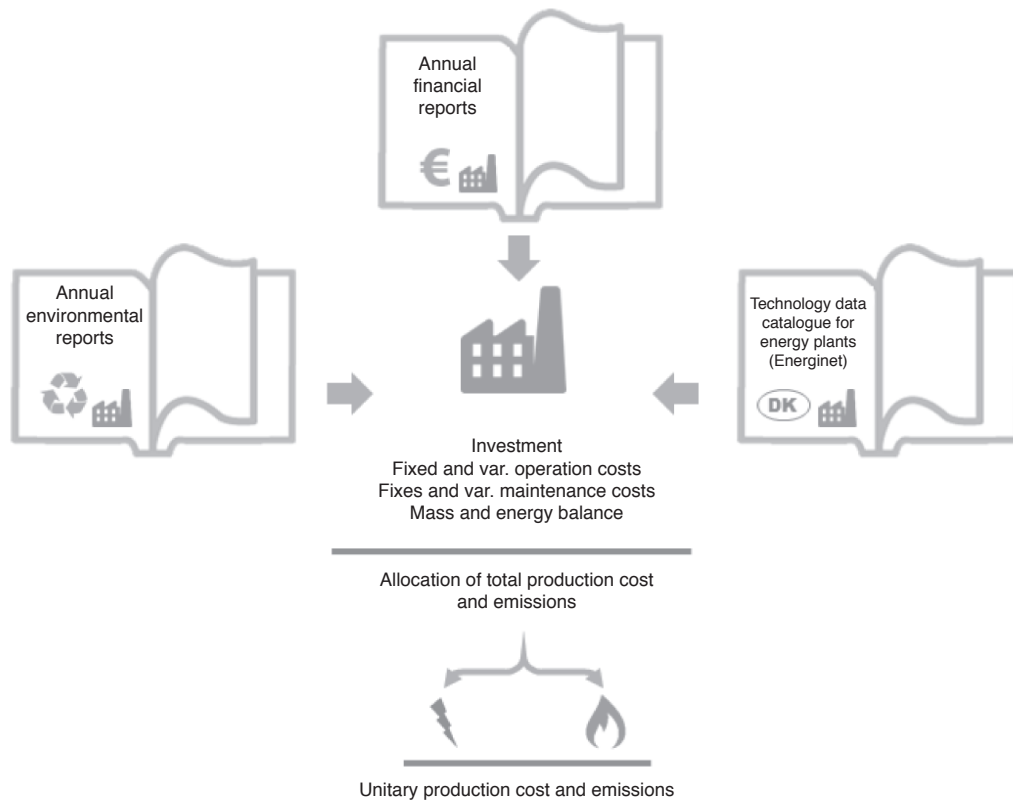 Annual
financial
reports
€
Annual
environmental
reports
Technology data
catalogue for
energy plants
(Energinet)
DK
Investment
Fixed and var. operation costs
Fixes and var. maintenance costs
Mass and energy balance
Allocation of total production cost
and emissions
Unitary production cost and emissions